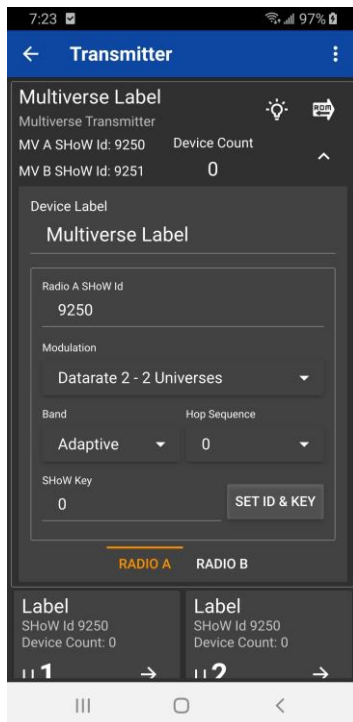 7:23 97%
Transmitter
Multiverse Label
Multiverse Transmitter
MV A SHoW Id: 9250 Device Count
MV B SHoW Id: 9251 0
Device Label
Multiverse Label
Radio A SHoW Id
9250
Modulation
Datarate 2 - 2 Universes
Band Hop Sequence
Adaptive 0
SHoW Key
0 SET ID & KEY
RADIO A RADIO B
Label Label
SHoW Id 9250 SHoW Id 9250
Device Count: 0 Device Count: 0
U 1 U 2